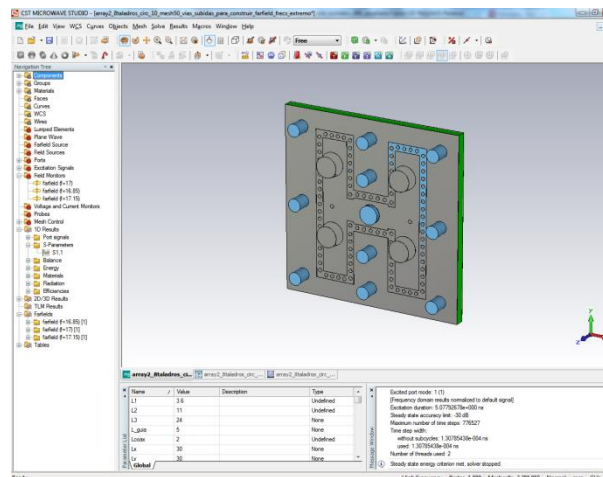 CST MICROWAVE STUDIO - [array2_8taladros_circ_10_mesh50_vias_subidas_para_construir_farfield_frecs_extremo*]
File Edit View WCS Curves Objects Mesh Solve Results Macros Window Help
Free
Navigation Tree
Components
Groups
Materials
Faces
Curves
WCS
Wires
Lumped Elements
Plane Wave
Farfield Source
Field Sources
Ports
Excitation Signals
Field Monitors
farfield (f=17)
farfield (f=16.85)
farfield (f=17.15)
Voltage and Current Monitors
Probes
Mesh Control
1D Results
Port signals
S-Parameters
S1,1
Balance
Energy
Materials
Radiation
Efficiencies
2D/3D Results
TLM Results
Farfields
farfield (f=16.85) [1]
farfield (f=17) [1]
farfield (f=17.15) [1]
Tables
y
z
array2_8taladros_ci... array2_8taladros_circ_... array2_8taladros_circ_...
Parameter List
Name / Value Description Type
L1 3.6 Undefined
L2 11 Undefined
L3 24 None
L_guia 5 None
Lcoax 2 Undefined
Lx 30 None
Ly 30 None
Global
Message Window
Excited port mode: 1 (1)
[Frequency domain results normalized to default signal]
Excitation duration: 5.07792678e+000 ns
Steady state accuracy limit: -30 dB
Maximum number of time steps: 776527
Time step width:
without subcycles: 1.30785438e-004 ns
used: 1.30785438e-004 ns
Number of threads used: 2
Steady state energy criterion met, solver stopped.